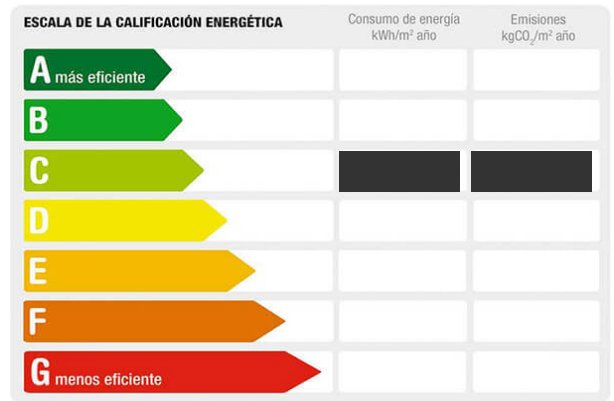 ESCALA DE LA CALIFICACIÓN ENERGÉTICA
Consumo de energía
kWh/m² año
Emisiones
kgCO₂/m² año
A más eficiente
B
C
D
E
F
G menos eficiente